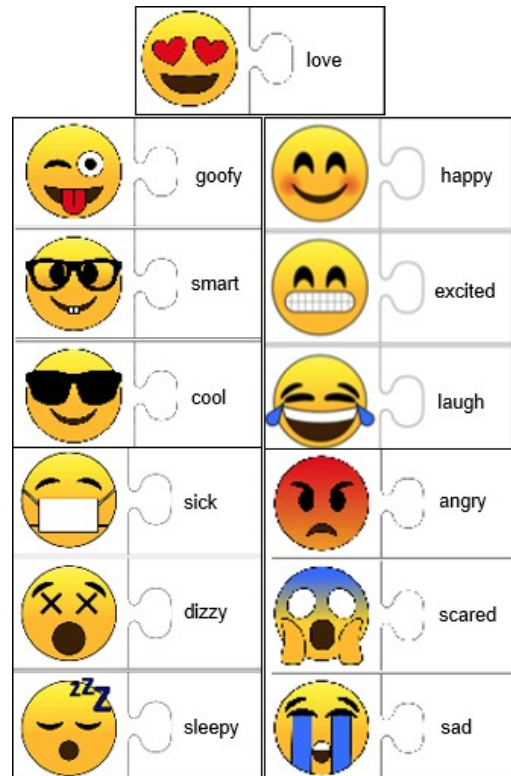 love
goofy
smart
cool
sick
dizzy
sleepy
happy
excited
laugh
angry
scared
sad